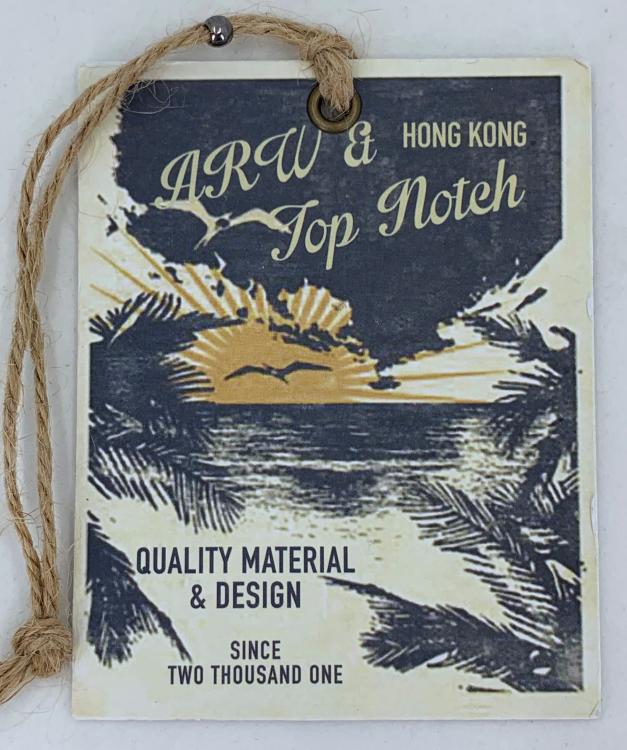 ARW & HONG KONG
Top Notch
QUALITY MATERIAL
& DESIGN
SINCE
TWO THOUSAND ONE